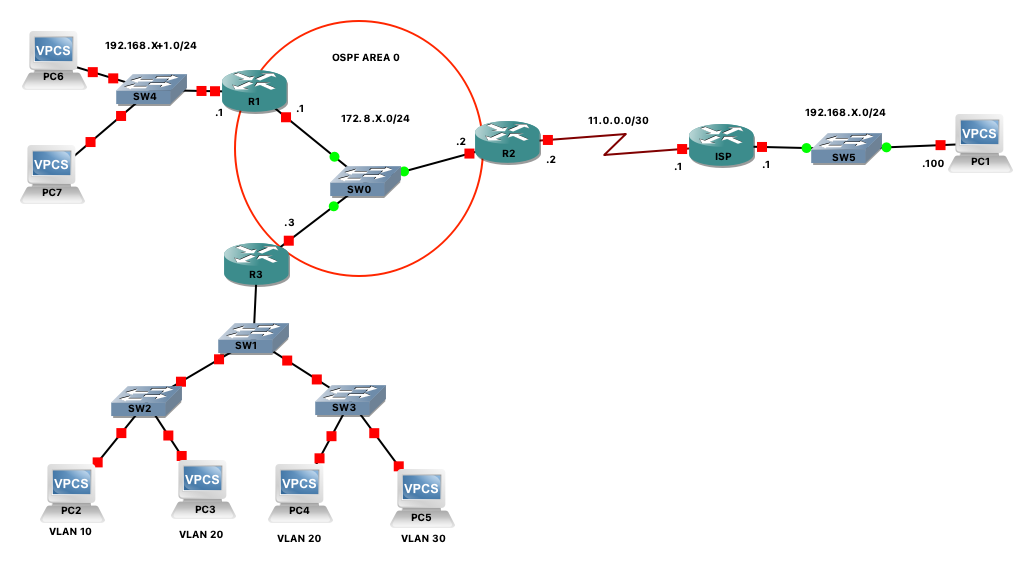 192.168.X+1.0/24
OSPF AREA 0
VPCS
PC6
SW4
R1
.1
.1
172.8.X.0/24
11.0.0.0/30
192.168.X.0/24
VPCS
PC7
SW0
.2
R2
.2
.1
ISP
.1
SW5
.100
VPCS
PC1
.3
R3
SW1
SW2
SW3
VPCS
PC2
VLAN 10
VPCS
PC3
VLAN 20
VPCS
PC4
VLAN 20
VPCS
PC5
VLAN 30